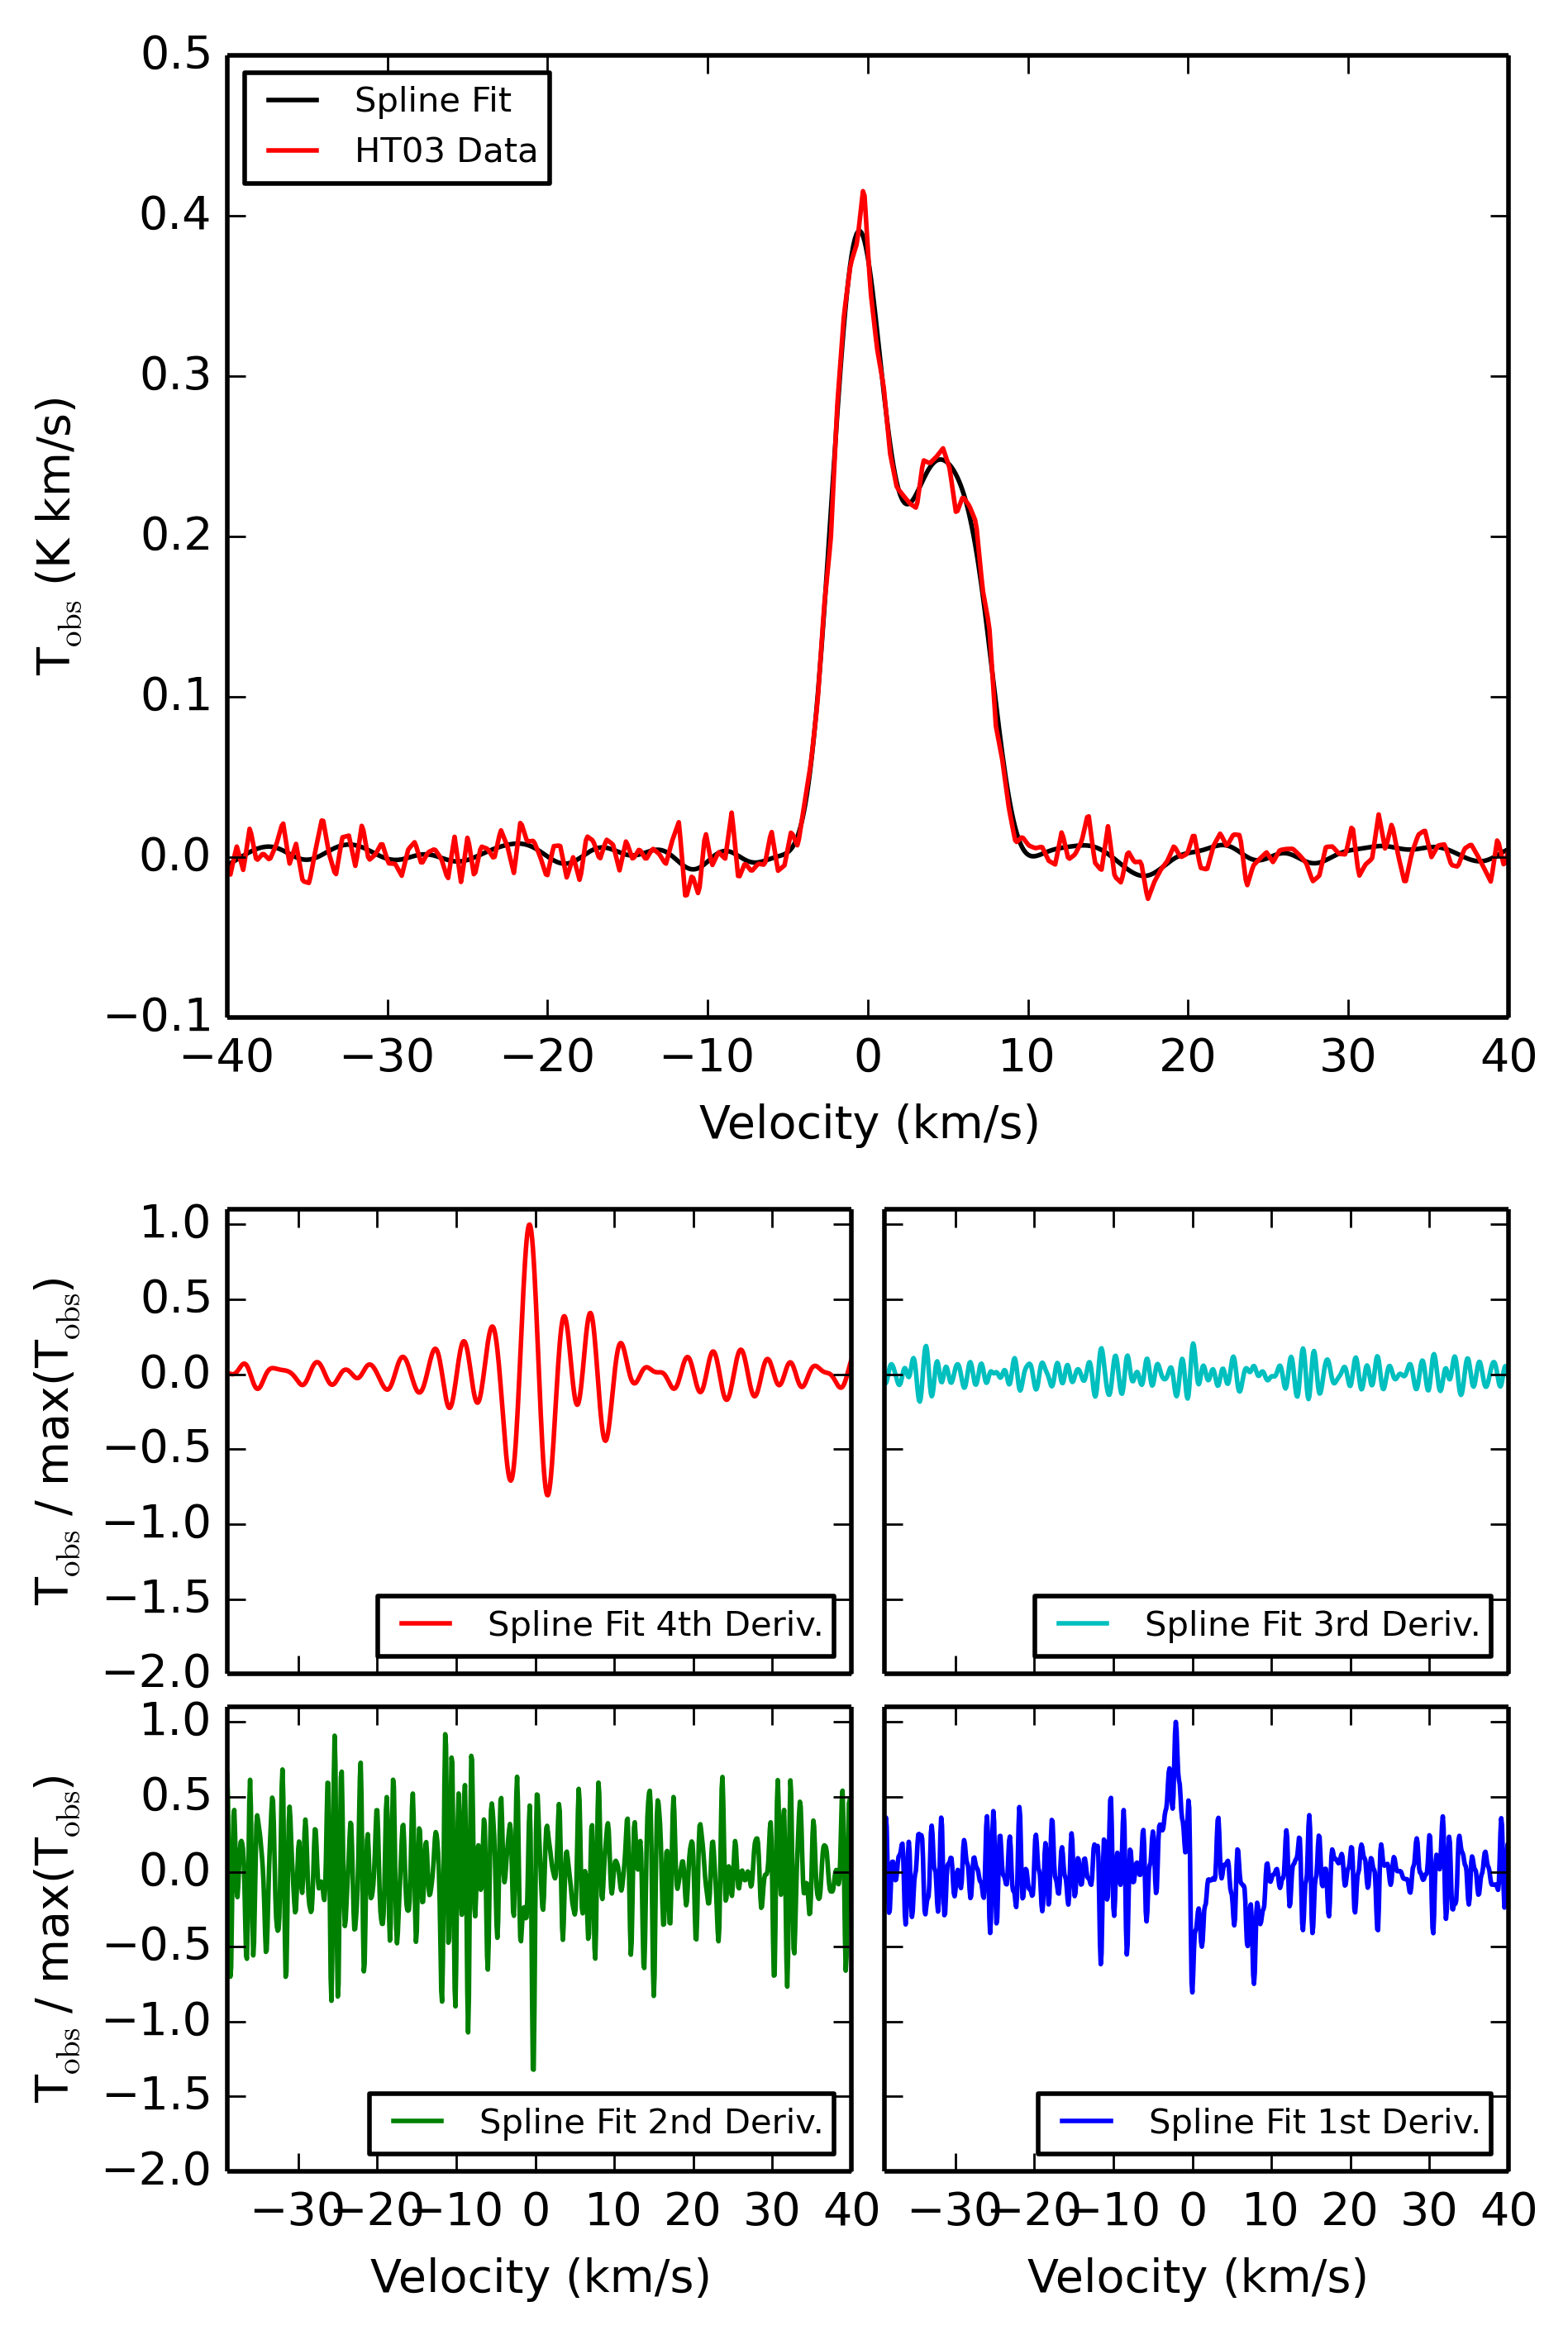 0.5
Spline Fit
HT03 Data
0.4
0.3
0.2
0.1
0.0
−0.1
T_obs (K km/s)
−40 −30 −20 −10 0 10 20 30 40
Velocity (km/s)
1.0
0.5
0.0
−0.5
−1.0
−1.5
−2.0
T_obs / max(T_obs)
Spline Fit 4th Deriv.
Spline Fit 3rd Deriv.
1.0
0.5
0.0
−0.5
−1.0
−1.5
−2.0
T_obs / max(T_obs)
Spline Fit 2nd Deriv.
Spline Fit 1st Deriv.
−30 −20 −10 0 10 20 30 40
−30 −20 −10 0 10 20 30 40
Velocity (km/s)
Velocity (km/s)